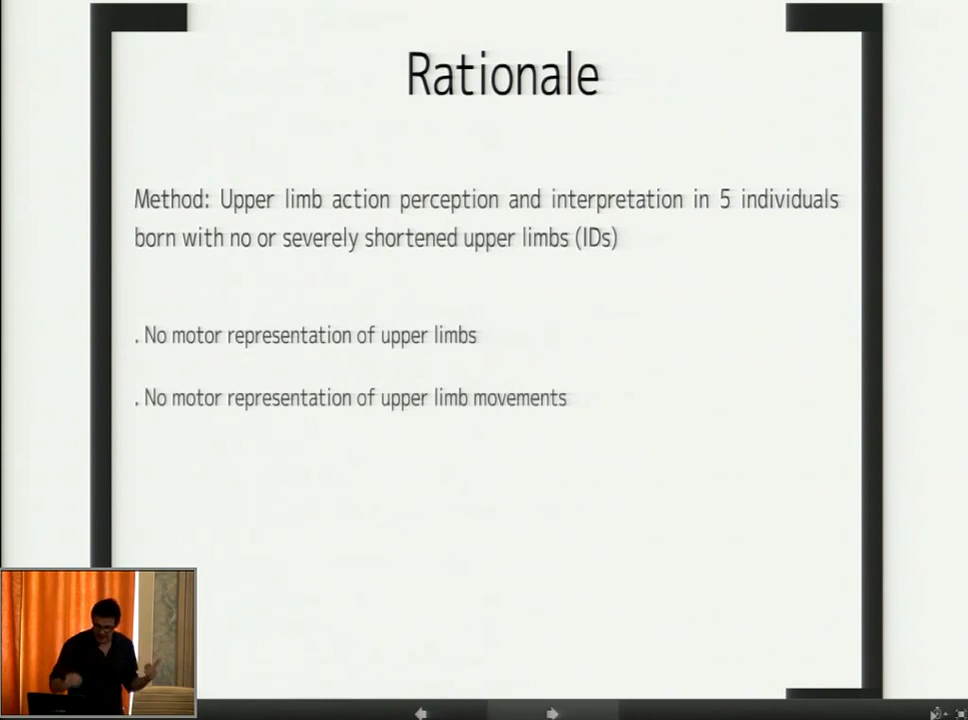 Rationale
Method: Upper limb action perception and interpretation in 5 individuals
born with no or severely shortened upper limbs (IDs)
. No motor representation of upper limbs
. No motor representation of upper limb movements